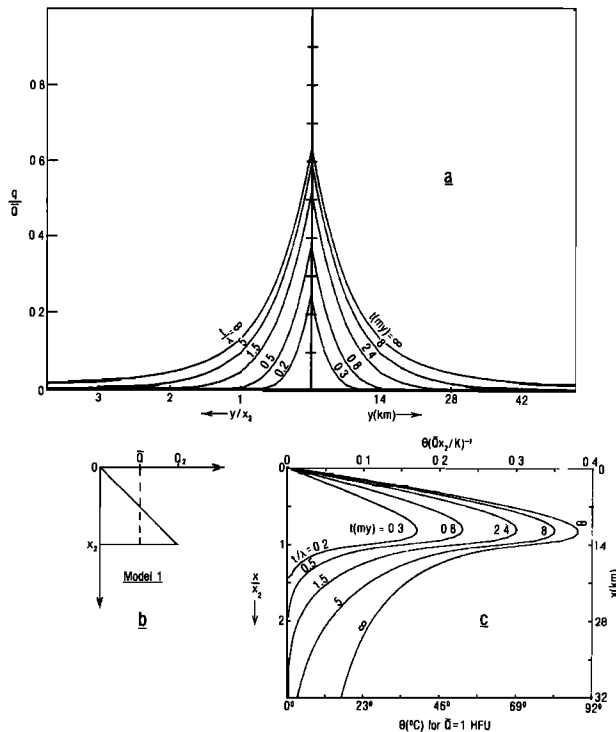 0 8
0 6
0 4
0 2
0
q/Q̄
a
t/λ=∞
5
1.5
0.5
0.2
t(my)=∞
8
2.4
0.8
0.3
3
2
1
14
28
42
← y/x₂
y(km) →
0
Q̄
Q₂
x₂
Model 1
b
θ(Q̄x₂/K)⁻¹
0
0.1
0.2
0.3
0.4
0
1
2
x/x₂
↓
t(my) = 0.3
0.8
2 4
8
∞
t/λ=0.2
0.5
1.5
5
∞
c
0
1.4
28
32
x(km)
0°
23°
46°
69°
92°
θ(°C) for Q̄=1 HFU